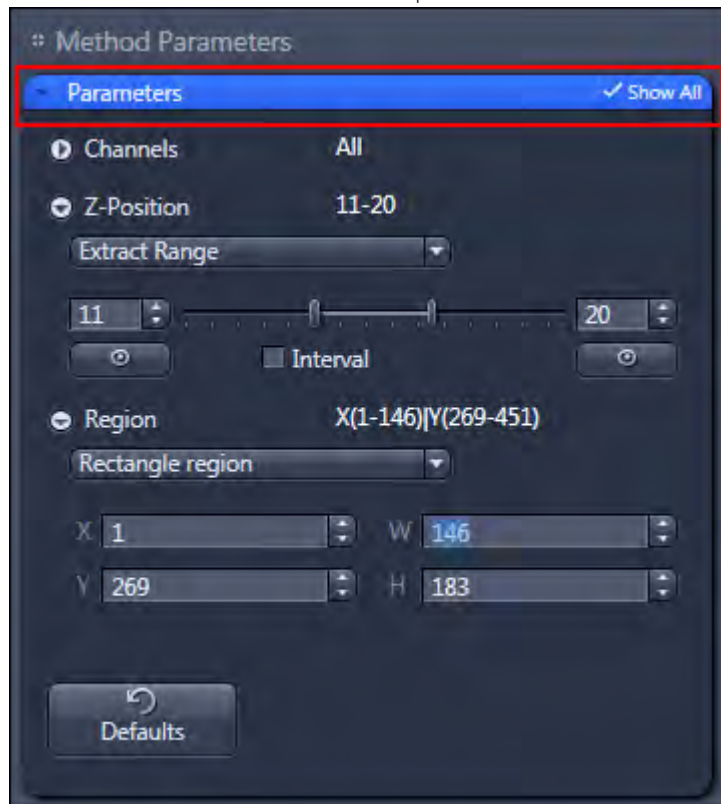 Method Parameters
Parameters Show All
Channels All
Z-Position 11-20
Extract Range
11 20
Interval
Region X(1-146)|Y(269-451)
Rectangle region
X 1 W 146
Y 269 H 183
Defaults